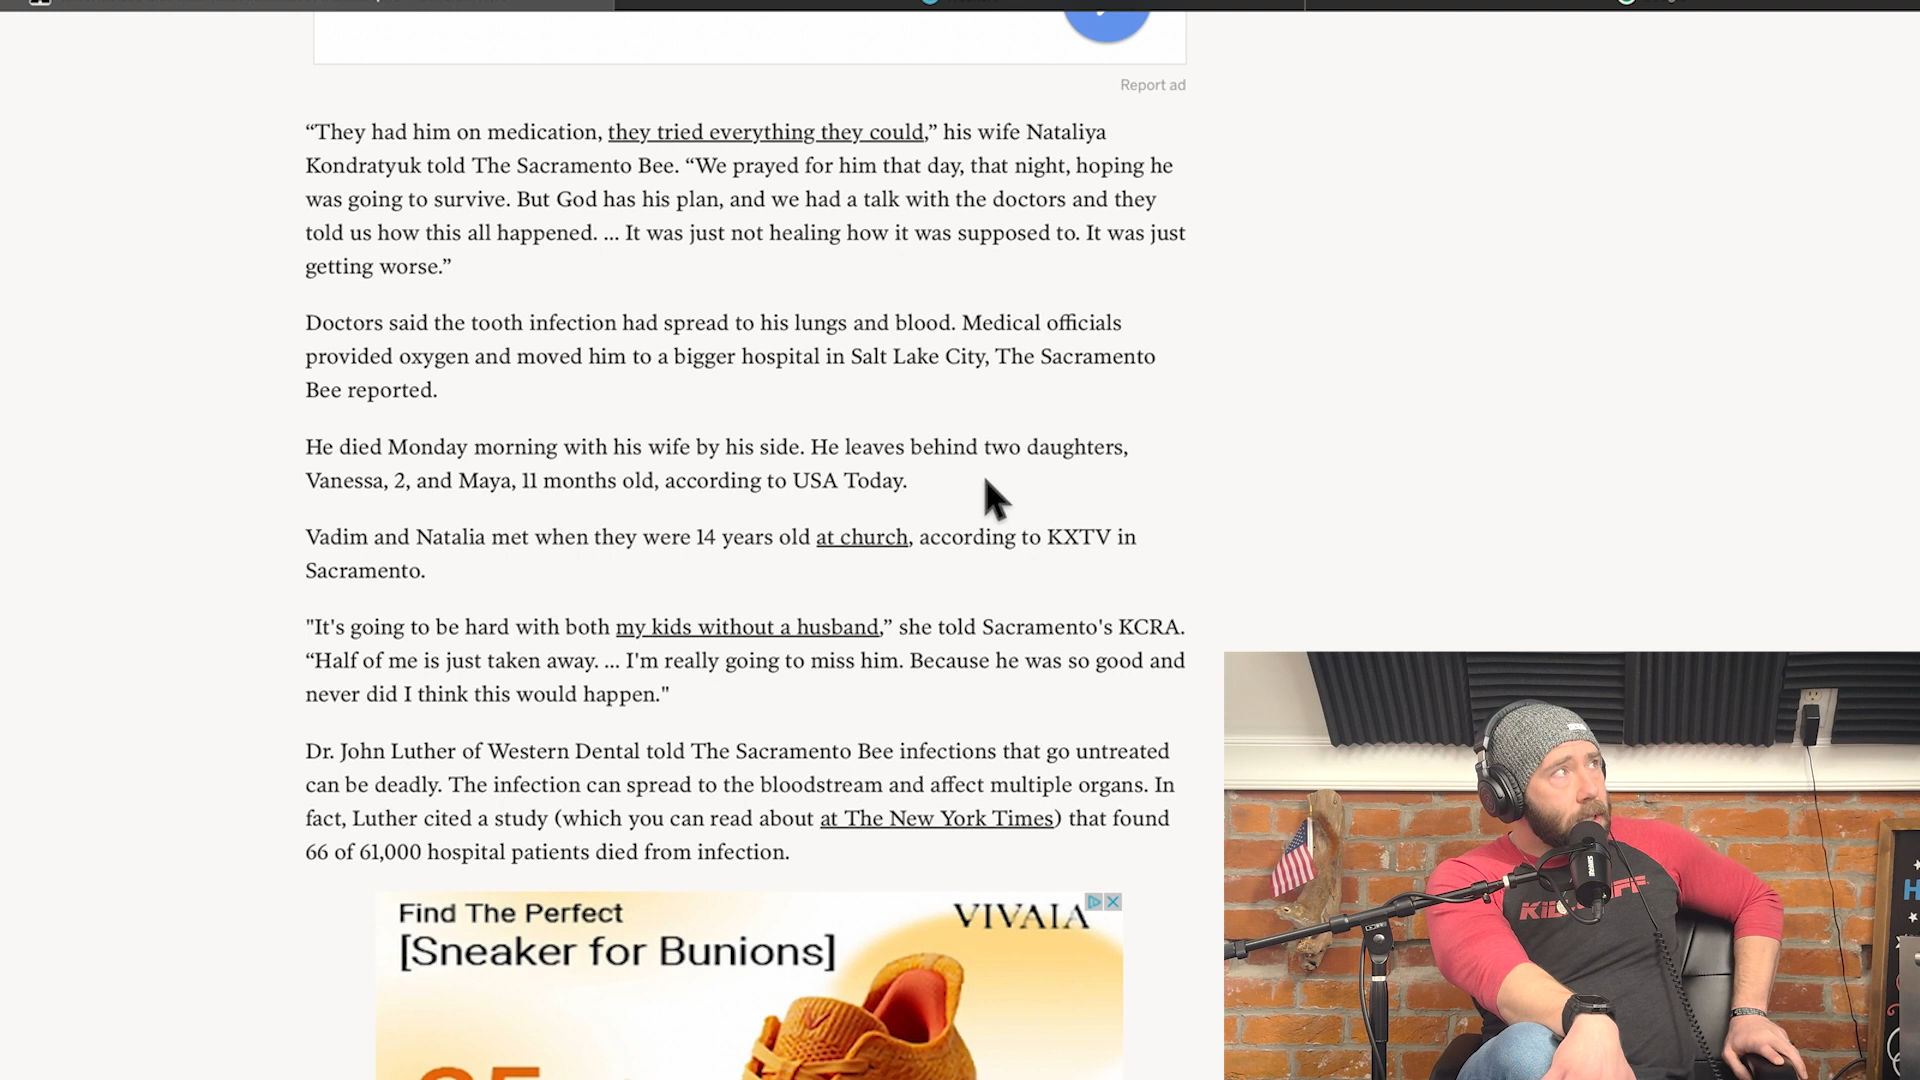 Report ad
“They had him on medication, they tried everything they could,” his wife Nataliya
Kondratyuk told The Sacramento Bee. “We prayed for him that day, that night, hoping he
was going to survive. But God has his plan, and we had a talk with the doctors and they
told us how this all happened. ... It was just not healing how it was supposed to. It was just
getting worse.”
Doctors said the tooth infection had spread to his lungs and blood. Medical officials
provided oxygen and moved him to a bigger hospital in Salt Lake City, The Sacramento
Bee reported.
He died Monday morning with his wife by his side. He leaves behind two daughters,
Vanessa, 2, and Maya, 11 months old, according to USA Today.
Vadim and Natalia met when they were 14 years old at church, according to KXTV in
Sacramento.
"It's going to be hard with both my kids without a husband,” she told Sacramento's KCRA.
“Half of me is just taken away. ... I'm really going to miss him. Because he was so good and
never did I think this would happen."
Dr. John Luther of Western Dental told The Sacramento Bee infections that go untreated
can be deadly. The infection can spread to the bloodstream and affect multiple organs. In
fact, Luther cited a study (which you can read about at The New York Times) that found
66 of 61,000 hospital patients died from infection.
Find The Perfect
[Sneaker for Bunions]
VIVAIA